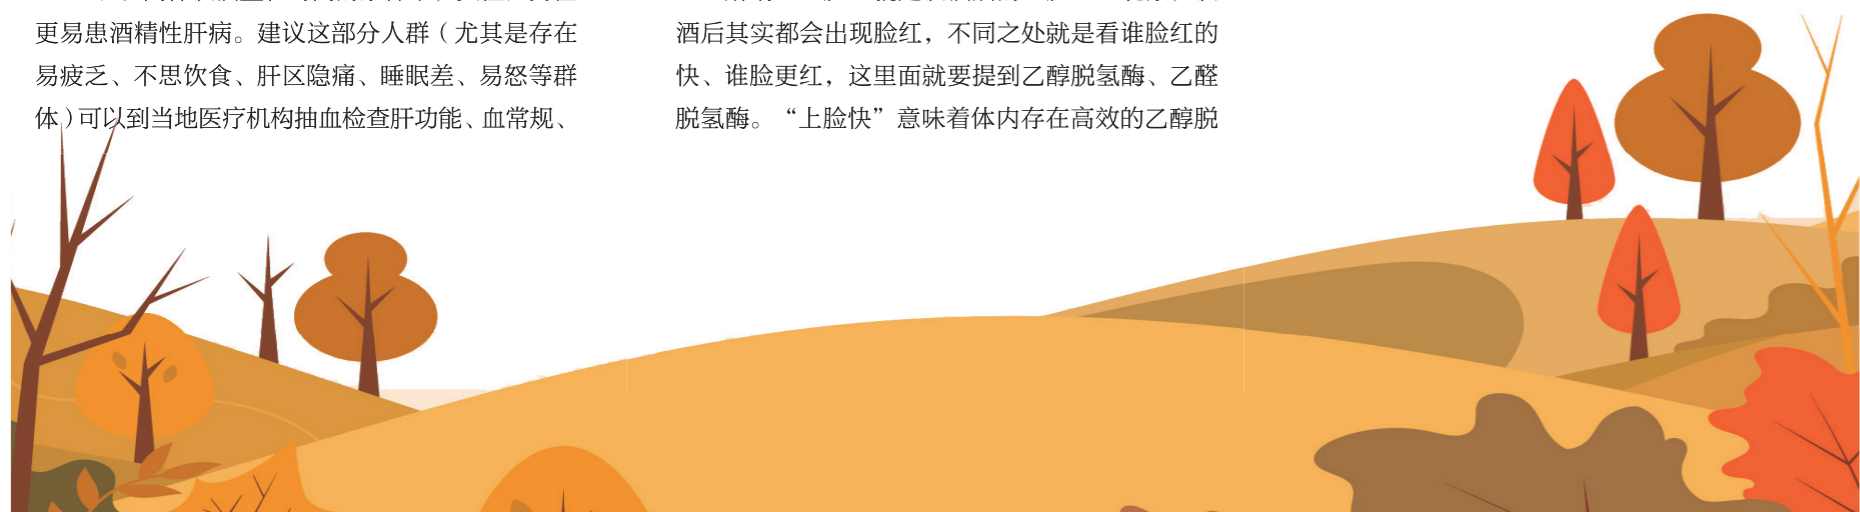 更易患酒精性肝病。建议这部分人群（尤其是存在
易疲乏、不思饮食、肝区隐痛、睡眠差、易怒等群
体）可以到当地医疗机构抽血检查肝功能、血常规、
酒后其实都会出现脸红，不同之处就是看谁脸红的
快、谁脸更红，这里面就要提到乙醇脱氢酶、乙醛
脱氢酶。“上脸快”意味着体内存在高效的乙醇脱